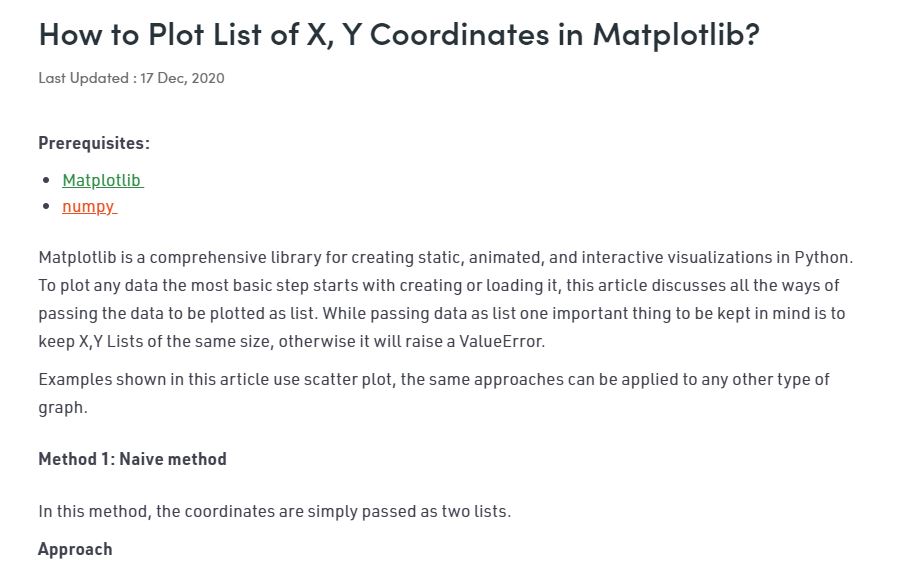 How to Plot List of X, Y Coordinates in Matplotlib?
Last Updated : 17 Dec, 2020
Prerequisites:
Matplotlib
numpy
Matplotlib is a comprehensive library for creating static, animated, and interactive visualizations in Python.
To plot any data the most basic step starts with creating or loading it, this article discusses all the ways of
passing the data to be plotted as list. While passing data as list one important thing to be kept in mind is to
keep X,Y Lists of the same size, otherwise it will raise a ValueError.
Examples shown in this article use scatter plot, the same approaches can be applied to any other type of
graph.
Method 1: Naive method
In this method, the coordinates are simply passed as two lists.
Approach